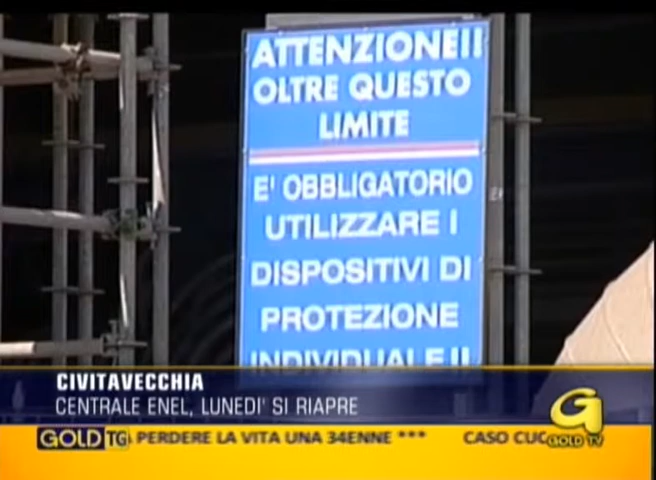 ATTENZIONE!!
OLTRE QUESTO
LIMITE
E' OBBLIGATORIO
UTILIZZARE I
DISPOSITIVI DI
PROTEZIONE
INDIVIDUALE !!
CIVITAVECCHIA
CENTRALE ENEL, LUNEDI' SI RIAPRE
GOLD TG PERDERE LA VITA UNA 34ENNE *** CASO CUC
G
GOLD TV